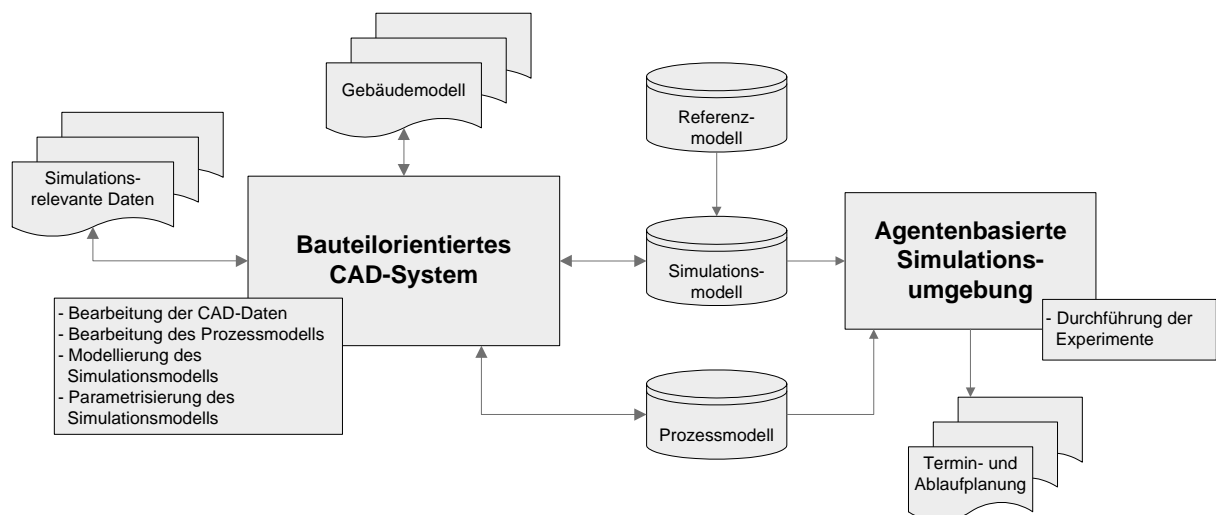 Gebäudemodell
Referenz-
modell
Simulations-
relevante Daten
Bauteilorientiertes
CAD-System
Simulations-
modell
Agentenbasierte
Simulations-
umgebung
- Bearbeitung der CAD-Daten
- Bearbeitung des Prozessmodells
- Modellierung des
Simulationsmodells
- Parametrisierung des
Simulationsmodells
- Durchführung der
Experimente
Prozessmodell
Termin- und
Ablaufplanung